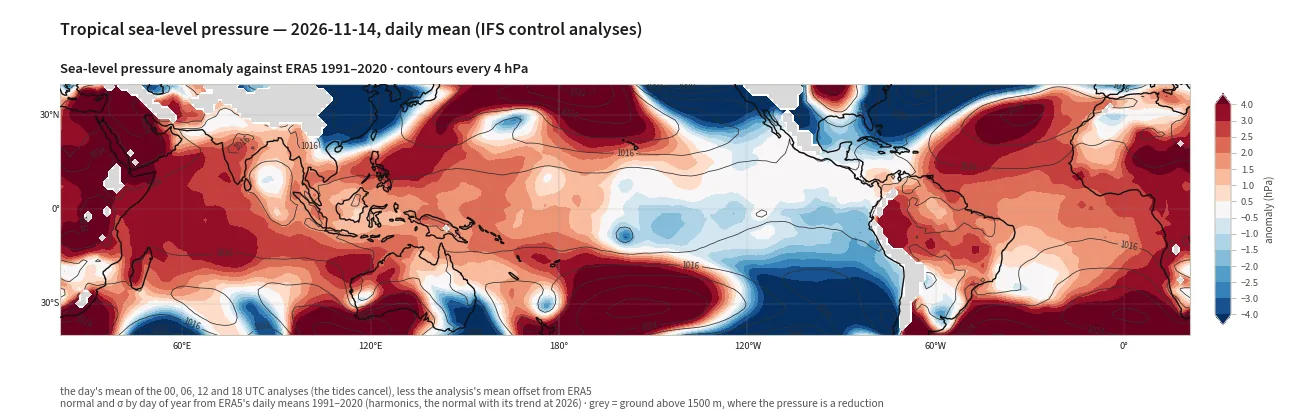 Tropical sea-level pressure — 2026-11-14, daily mean (IFS control analyses)
Sea-level pressure anomaly against ERA5 1991–2020 · contours every 4 hPa
30°N
0°
30°S
60°E
120°E
180°
120°W
60°W
0°
1016
1016
1016
1016
1016
1016
1016
4.0
3.0
2.5
2.0
1.5
1.0
0.5
−0.5
−1.0
−1.5
−2.0
−2.5
−3.0
−4.0
anomaly (hPa)
the day's mean of the 00, 06, 12 and 18 UTC analyses (the tides cancel), less the analysis's mean offset from ERA5
normal and σ by day of year from ERA5's daily means 1991–2020 (harmonics, the normal with its trend at 2026) · grey = ground above 1500 m, where the pressure is a reduction